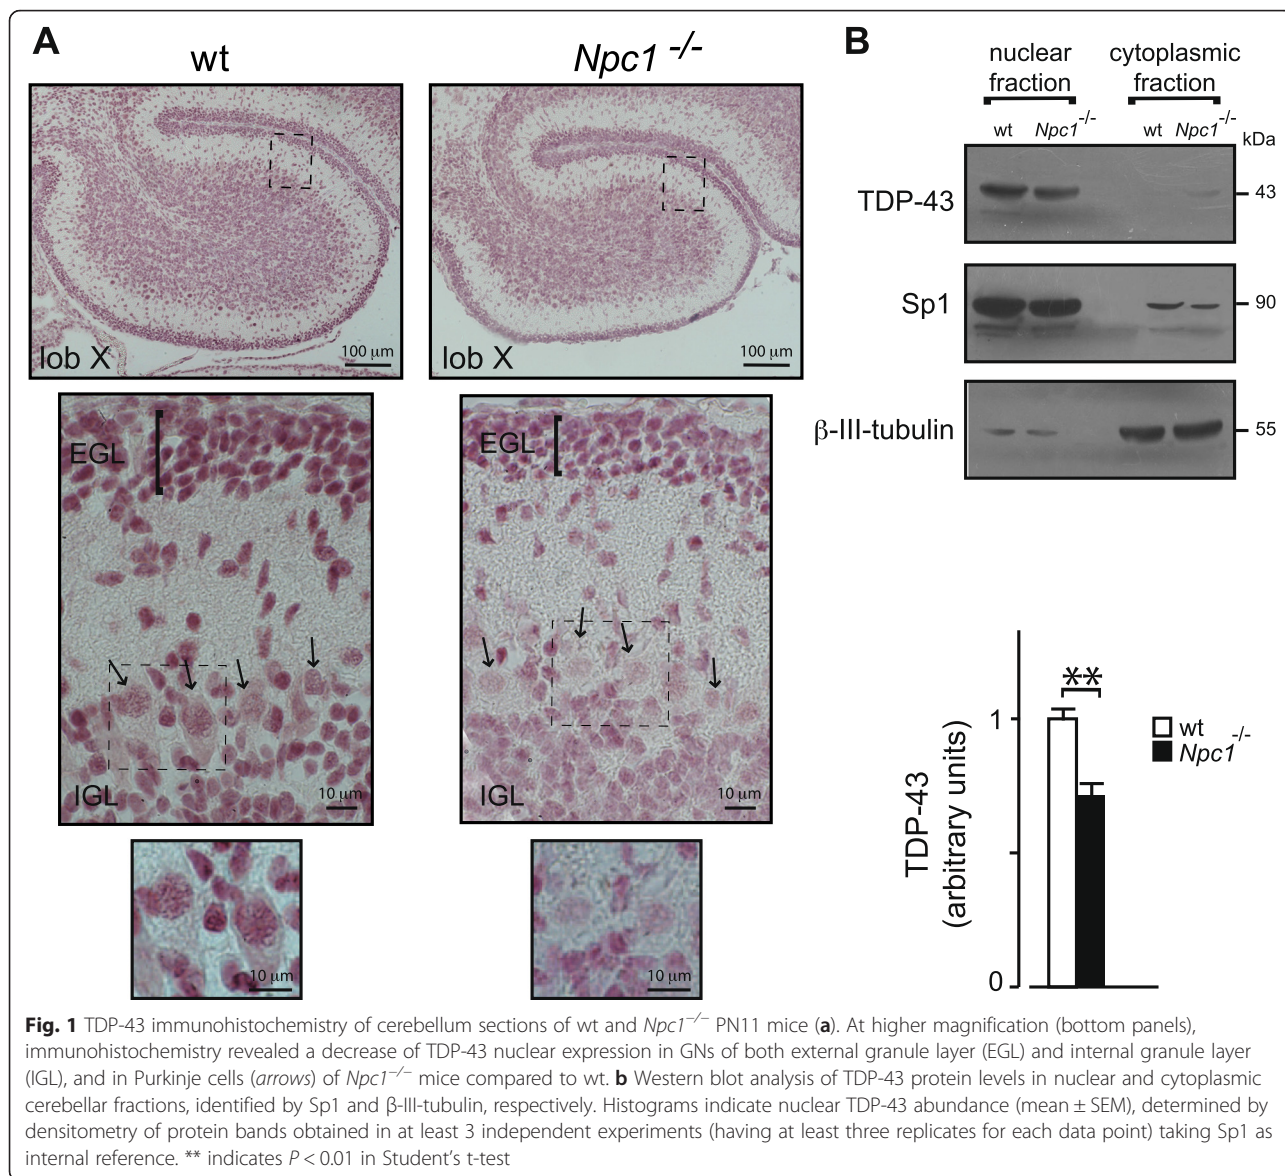 A
wt
Npc1 -/-
lob X
100 μm
lob X
100 μm
EGL
IGL
10 μm
EGL
IGL
10 μm
10 μm
10 μm
B
nuclear fraction
cytoplasmic fraction
wt
Npc1-/-
wt
Npc1-/-
kDa
TDP-43
43
Sp1
90
β-III-tubulin
55
TDP-43
(arbitrary units)
1
0
**
wt
Npc1-/-
Fig. 1 TDP-43 immunohistochemistry of cerebellum sections of wt and Npc1−/− PN11 mice (a). At higher magnification (bottom panels),
immunohistochemistry revealed a decrease of TDP-43 nuclear expression in GNs of both external granule layer (EGL) and internal granule layer
(IGL), and in Purkinje cells (arrows) of Npc1−/− mice compared to wt. b Western blot analysis of TDP-43 protein levels in nuclear and cytoplasmic
cerebellar fractions, identified by Sp1 and β-III-tubulin, respectively. Histograms indicate nuclear TDP-43 abundance (mean ± SEM), determined by
densitometry of protein bands obtained in at least 3 independent experiments (having at least three replicates for each data point) taking Sp1 as
internal reference. ** indicates P < 0.01 in Student's t-test